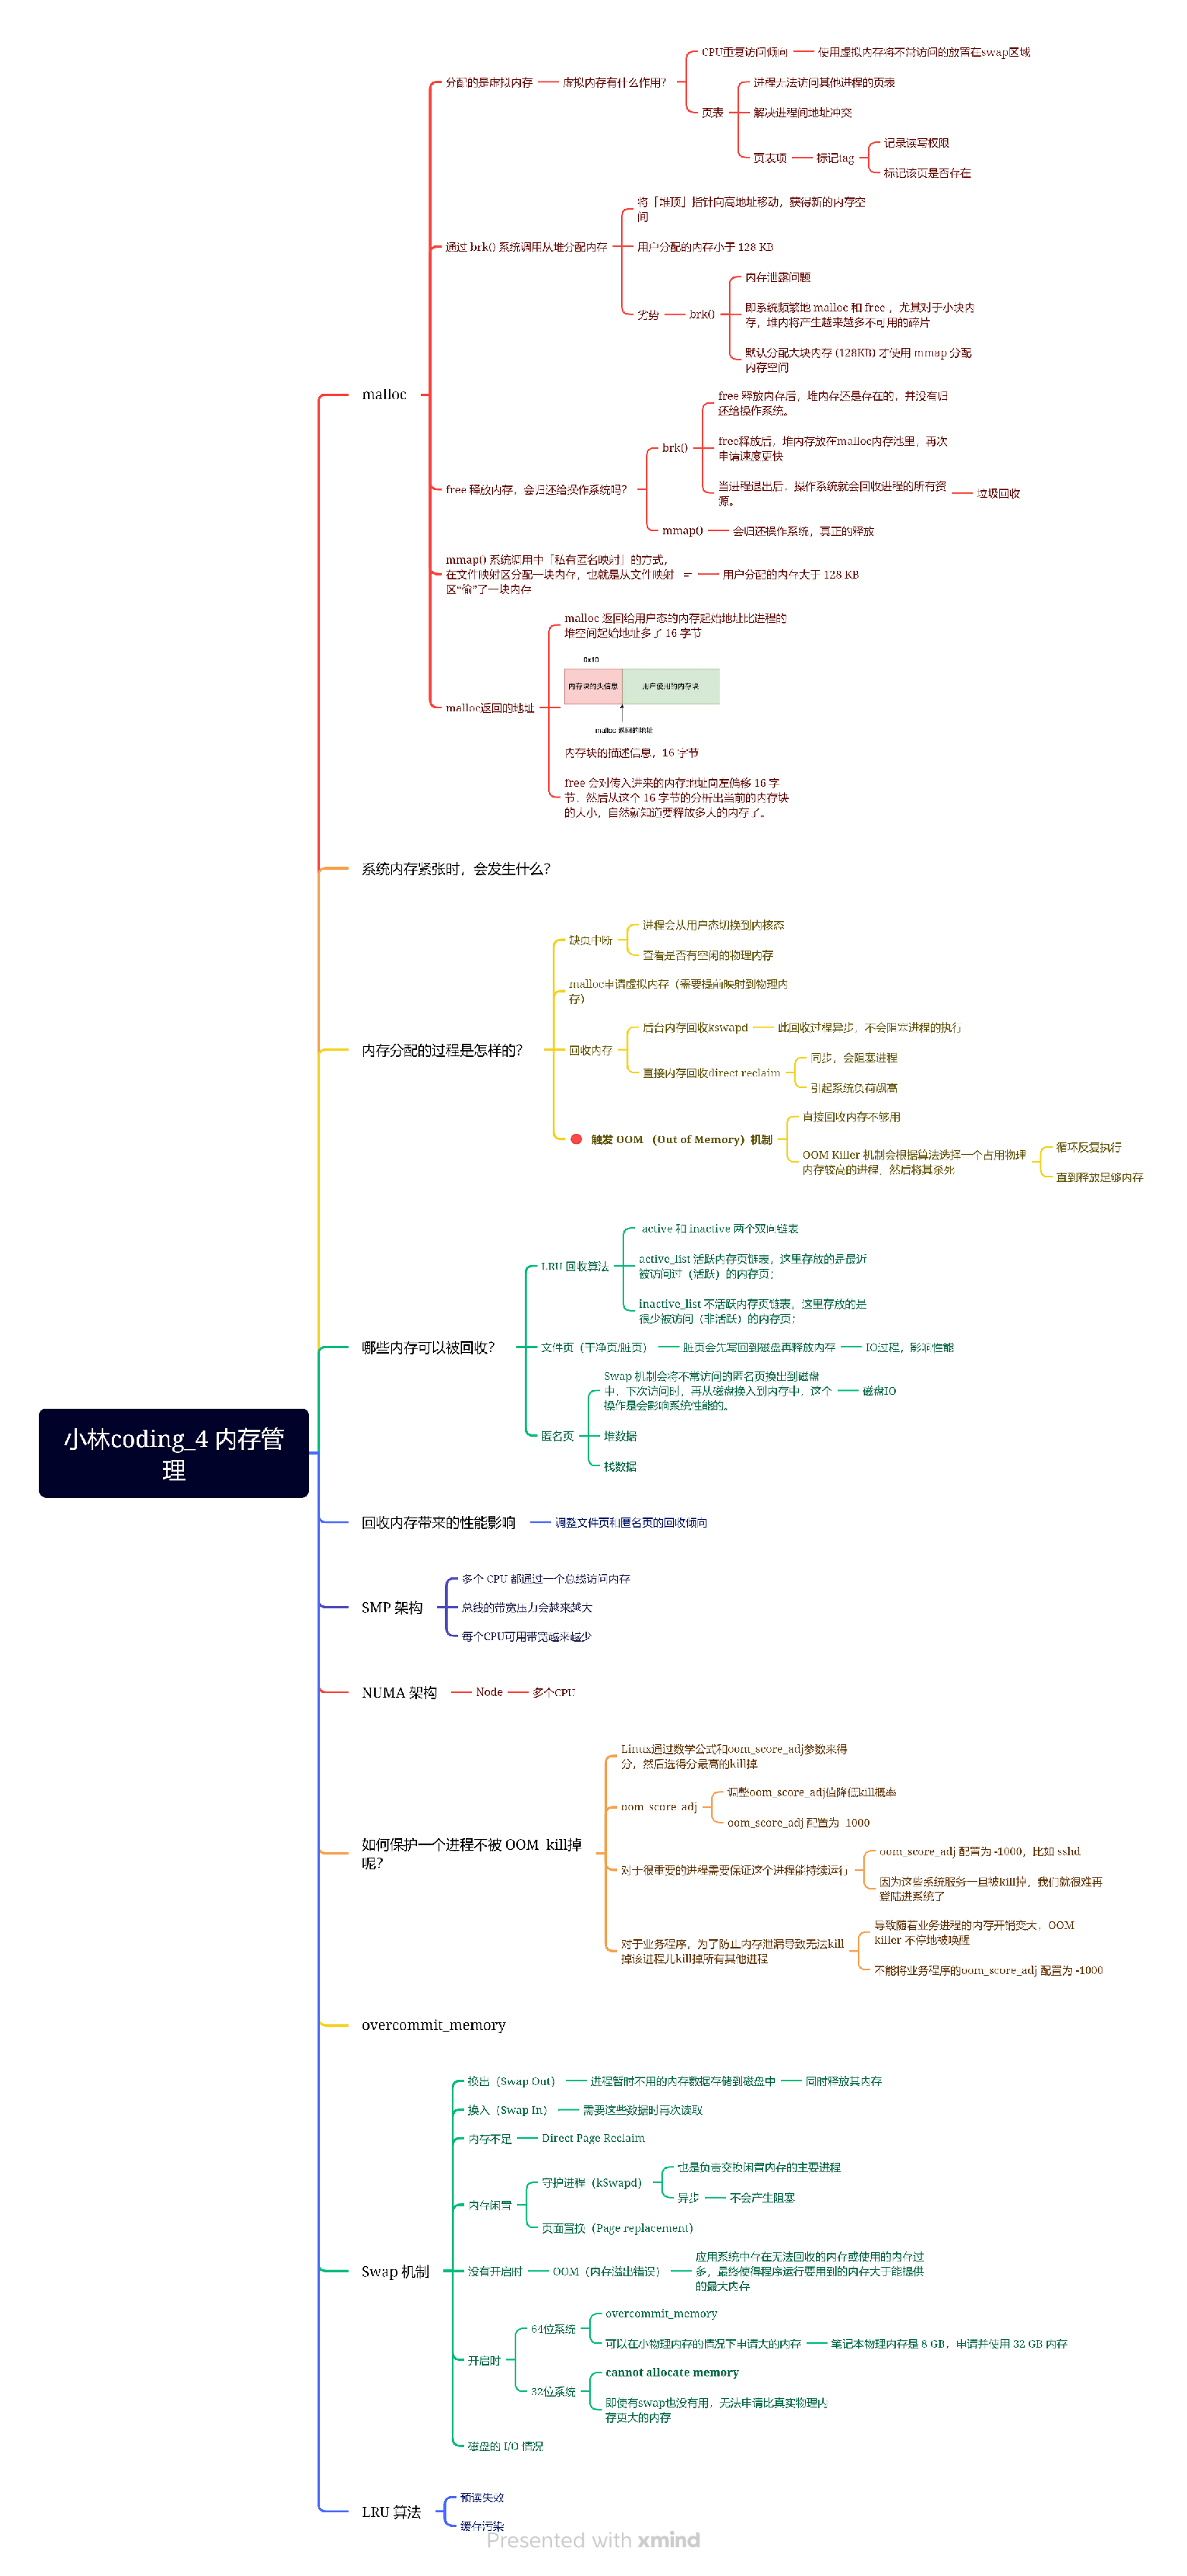 小林coding_4 内存管
理
malloc
分配的是虚拟内存
虚拟内存有什么作用？
CPU重复访问倾向
使用虚拟内存将不常访问的放置在swap区域
页表
进程无法访问其他进程的页表
解决进程间地址冲突
页表项
标记tag
记录读写权限
标记该页是否存在
通过 brk() 系统调用从堆分配内存
将「堆顶」指针向高地址移动，获得新的内存空
间
用户分配的内存小于 128 KB
劣势
brk()
内存泄露问题
即系统频繁地 malloc 和 free ，尤其对于小块内
存，堆内将产生越来越多不可用的碎片
默认分配大块内存 (128KB) 才使用 mmap 分配
内存空间
free 释放内存，会归还给操作系统吗？
brk()
free 释放内存后，堆内存还是存在的，并没有归
还给操作系统。
free释放后，堆内存放在malloc内存池里，再次
申请速度更快
当进程退出后，操作系统就会回收进程的所有资
源。
垃圾回收
mmap()
会归还操作系统，真正的释放
mmap() 系统调用中「私有匿名映射」的方式，
在文件映射区分配一块内存，也就是从文件映射
区“偷”了一块内存
用户分配的内存大于 128 KB
malloc返回的地址
malloc 返回给用户态的内存起始地址比进程的
堆空间起始地址多了 16 字节
0x10
内存块的头信息
用户使用的内存块
malloc 返回的地址
内存块的描述信息，16 字节
free 会对传入进来的内存地址向左偏移 16 字
节，然后从这个 16 字节的分析出当前的内存块
的大小，自然就知道要释放多大的内存了。
系统内存紧张时，会发生什么？
内存分配的过程是怎样的？
缺页中断
进程会从用户态切换到内核态
查看是否有空闲的物理内存
malloc申请虚拟内存（需要提前映射到物理内
存）
回收内存
后台内存回收kswapd
此回收过程异步，不会阻塞进程的执行
直接内存回收direct reclaim
同步，会阻塞进程
引起系统负荷飙高
触发 OOM （Out of Memory）机制
直接回收内存不够用
OOM Killer 机制会根据算法选择一个占用物理
内存较高的进程，然后将其杀死
循环反复执行
直到释放足够内存
哪些内存可以被回收？
LRU 回收算法
active 和 inactive 两个双向链表
active_list 活跃内存页链表，这里存放的是最近
被访问过（活跃）的内存页；
inactive_list 不活跃内存页链表，这里存放的是
很少被访问（非活跃）的内存页；
文件页（干净页/脏页）
脏页会先写回到磁盘再释放内存
IO过程，影响性能
匿名页
Swap 机制会将不常访问的匿名页换出到磁盘
中，下次访问时，再从磁盘换入到内存中，这个
操作是会影响系统性能的。
磁盘IO
堆数据
栈数据
回收内存带来的性能影响
调整文件页和匿名页的回收倾向
SMP 架构
多个 CPU 都通过一个总线访问内存
总线的带宽压力会越来越大
每个CPU可用带宽越来越少
NUMA 架构
Node
多个CPU
如何保护一个进程不被 OOM kill掉
呢？
Linux通过数学公式和oom_score_adj参数来得
分，然后选得分最高的kill掉
oom_score_adj
调整oom_score_adj值降低kill概率
oom_score_adj 配置为 -1000
对于很重要的进程需要保证这个进程能持续运行
oom_score_adj 配置为 -1000，比如 sshd
因为这些系统服务一旦被kill掉，我们就很难再
登陆进系统了
对于业务程序，为了防止内存泄漏导致无法kill
掉该进程儿kill掉所有其他进程
导致随着业务进程的内存开销变大，OOM
killer 不停地被唤醒
不能将业务程序的oom_score_adj 配置为 -1000
overcommit_memory
Swap 机制
换出（Swap Out）
进程暂时不用的内存数据存储到磁盘中
同时释放其内存
换入（Swap In）
需要这些数据时再次读取
内存不足
Direct Page Reclaim
内存闲置
守护进程（kSwapd）
也是负责交换闲置内存的主要进程
异步
不会产生阻塞
页面置换（Page replacement）
没有开启时
OOM（内存溢出错误）
应用系统中存在无法回收的内存或使用的内存过
多，最终使得程序运行要用到的内存大于能提供
的最大内存
开启时
64位系统
overcommit_memory
可以在小物理内存的情况下申请大的内存
笔记本物理内存是 8 GB，申请并使用 32 GB 内存
32位系统
cannot allocate memory
即使有swap也没有用，无法申请比真实物理内
存更大的内存
磁盘的 I/O 情况
LRU 算法
预读失效
缓存污染
Presented with xmind